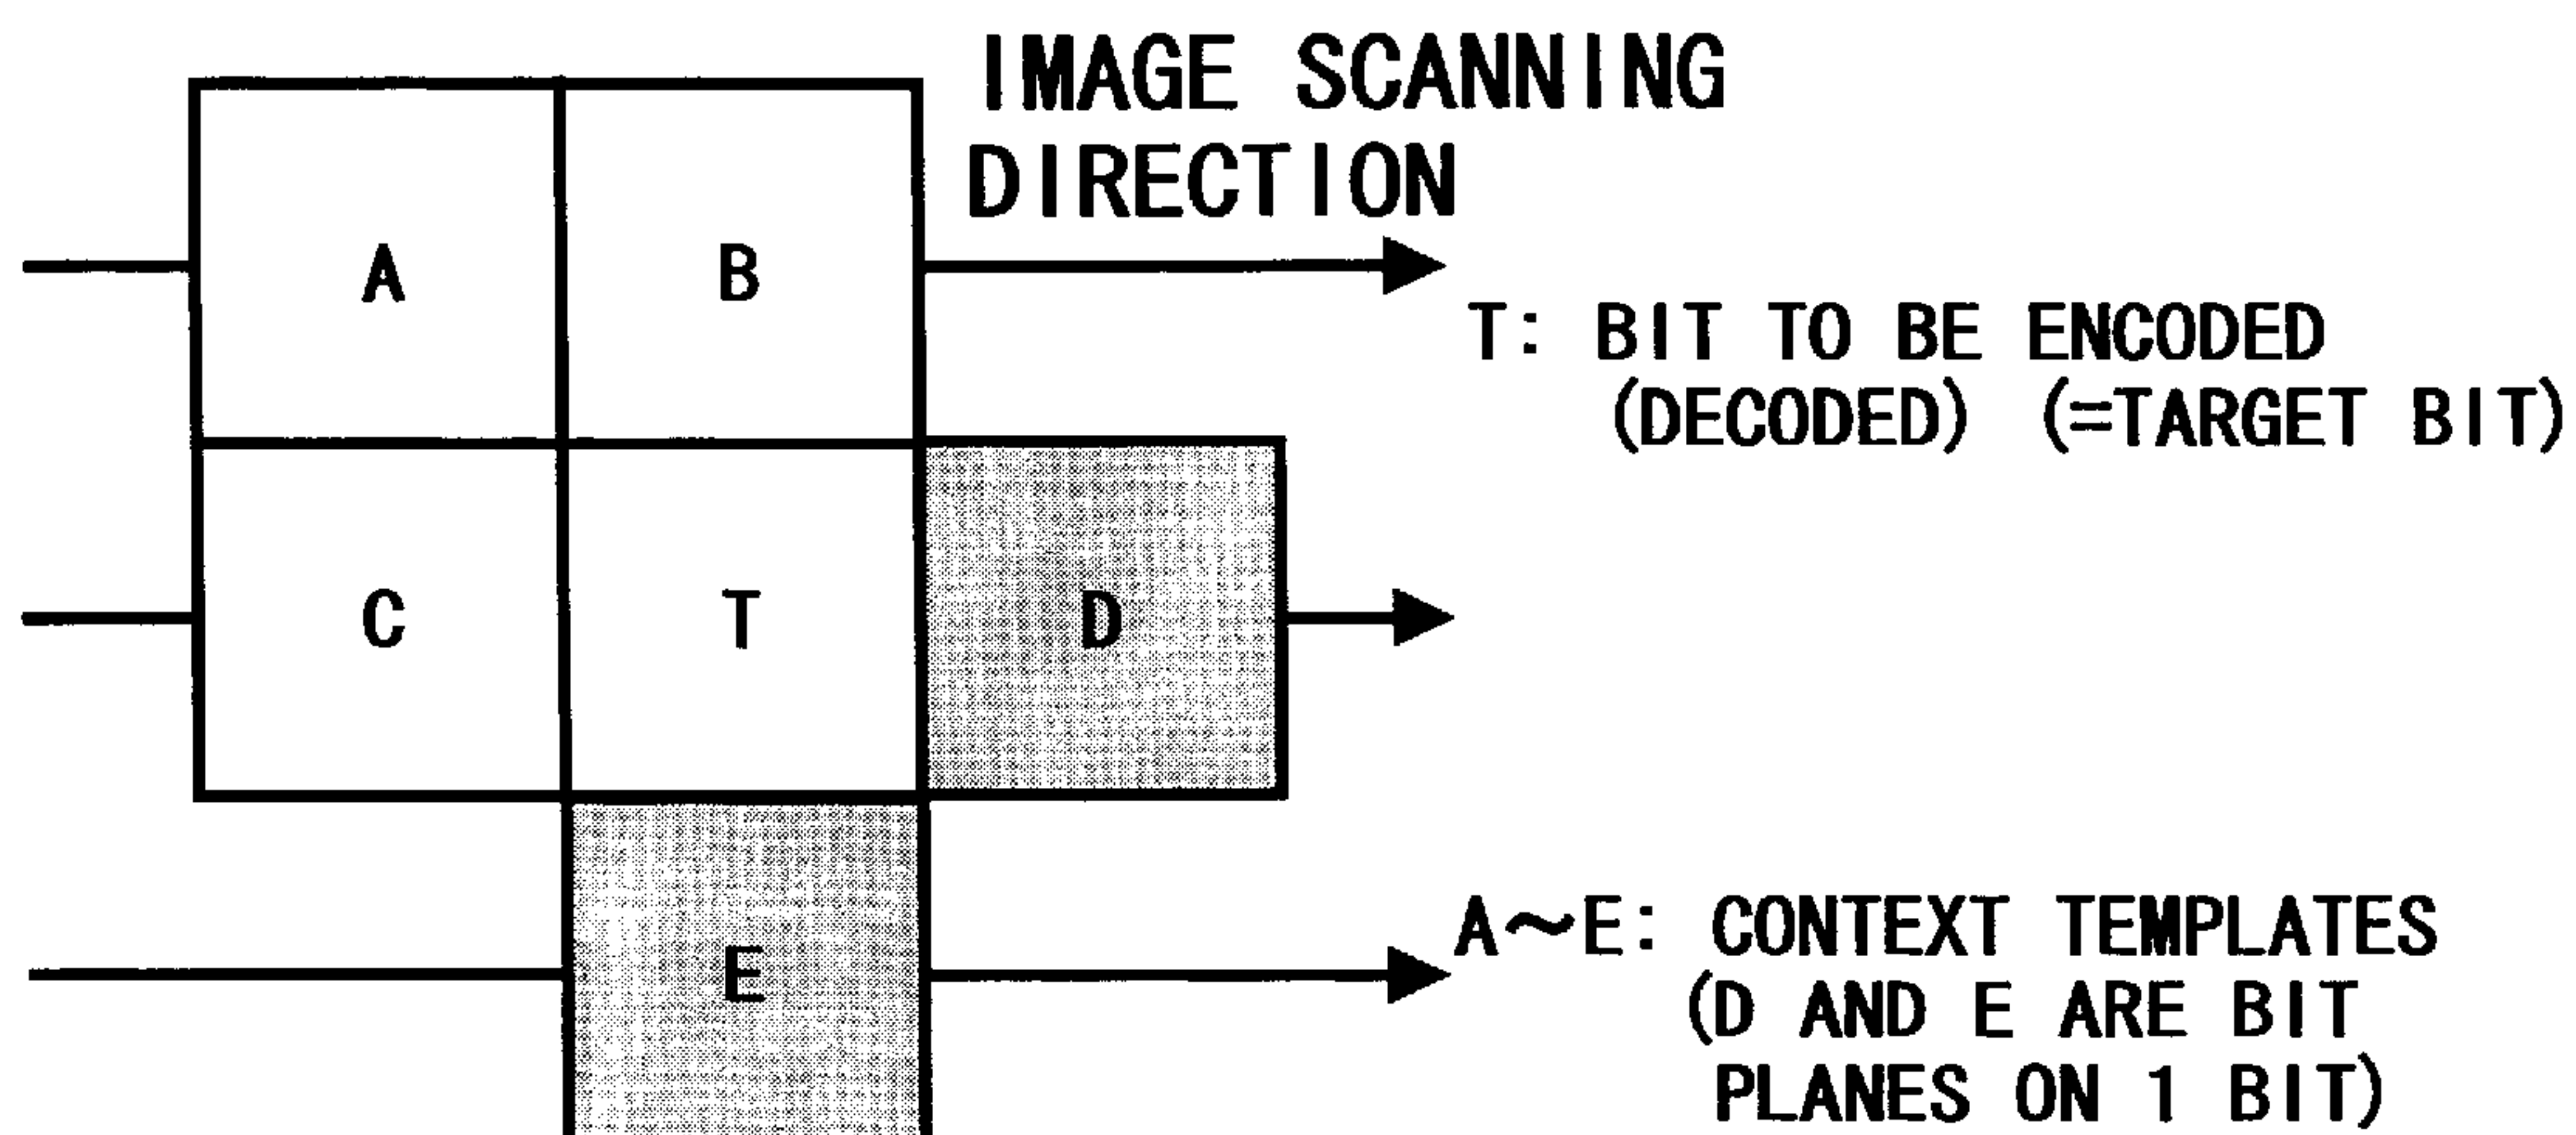 IMAGE SCANNING
DIRECTION
A
B
T: BIT TO BE ENCODED
(DECODED) (=TARGET BIT)
C
T
D
E
A~E: CONTEXT TEMPLATES
(D AND E ARE BIT
PLANES ON 1 BIT)